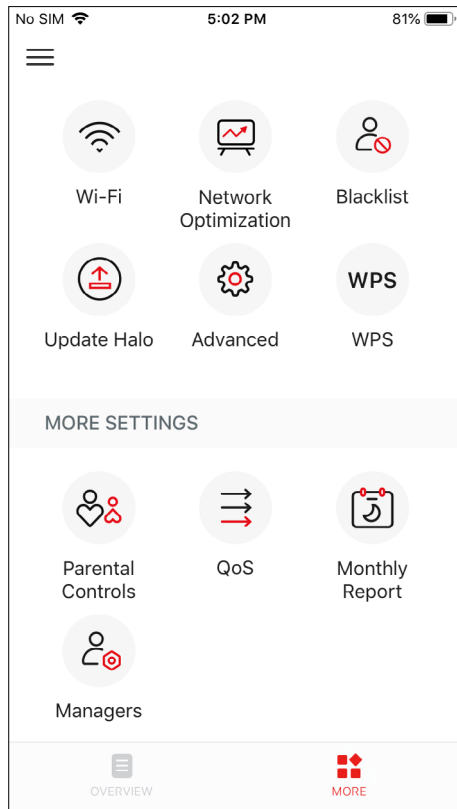 No SIM 5:02 PM 81%
Wi-Fi Network Optimization Blacklist
WPS
Update Halo Advanced WPS
MORE SETTINGS
Parental Controls QoS Monthly Report
Managers
OVERVIEW MORE